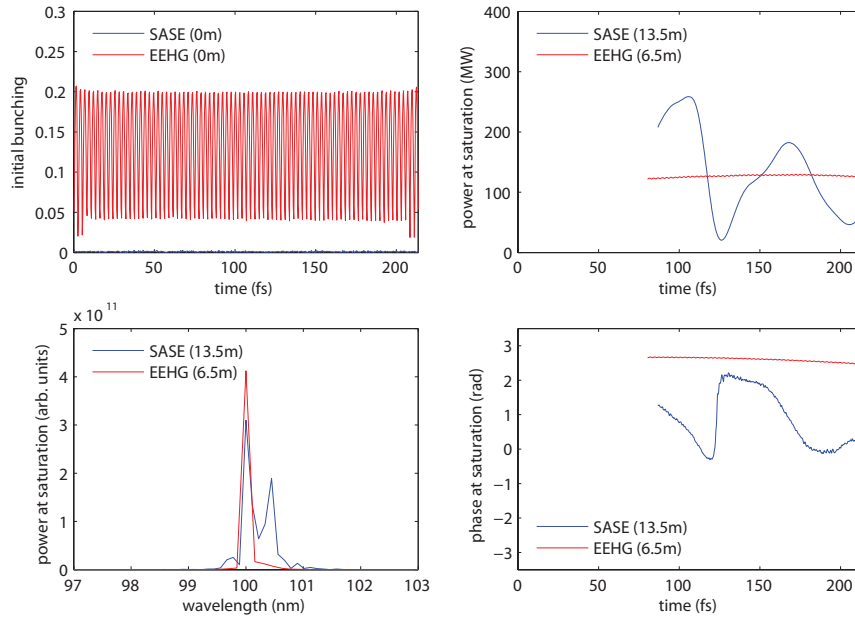 0.3
0.25
0.2
0.15
0.1
0.05
0
initial bunching
SASE (0m)
EEHG (0m)
0 50 100 150 200
time (fs)
400
300
200
100
0
power at saturation (MW)
SASE (13.5m)
EEHG (6.5m)
0 50 100 150 200
time (fs)
x 10 11
5
4
3
2
1
0
power at saturation (arb. units)
SASE (13.5m)
EEHG (6.5m)
97 98 99 100 101 102 103
wavelength (nm)
3
2
1
0
−1
−2
−3
phase at saturation (rad)
SASE (13.5m)
EEHG (6.5m)
0 50 100 150 200
time (fs)